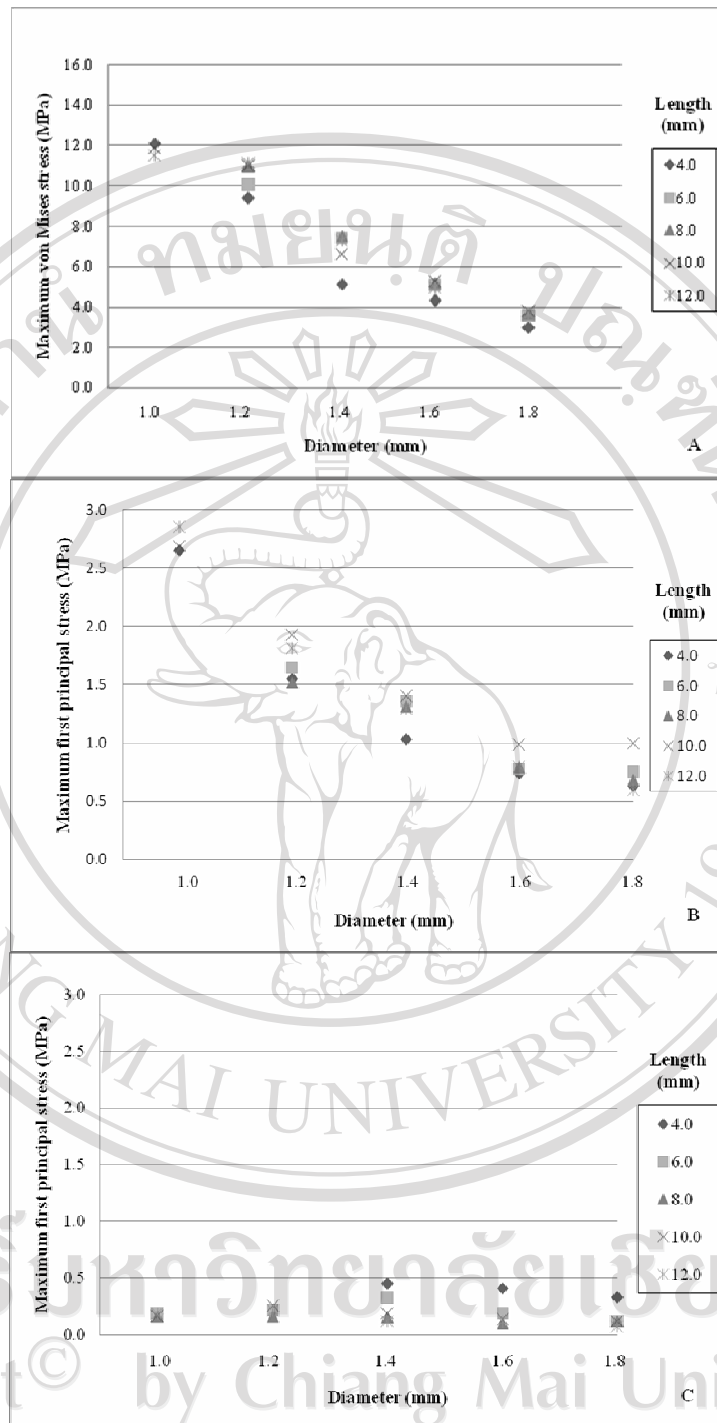 16.0
14.0
12.0
10.0
8.0
6.0
4.0
2.0
0.0
Maximum von Mises stress (MPa)
1.0 1.2 1.4 1.6 1.8
Diameter (mm)
Length
(mm)
4.0
6.0
8.0
10.0
12.0
A
3.0
2.5
2.0
1.5
1.0
0.5
0.0
Maximum first principal stress (MPa)
1.0 1.2 1.4 1.6 1.8
Diameter (mm)
Length
(mm)
4.0
6.0
8.0
10.0
12.0
B
3.0
2.5
2.0
1.5
1.0
0.5
0.0
Maximum first principal stress (MPa)
1.0 1.2 1.4 1.6 1.8
Diameter (mm)
Length
(mm)
4.0
6.0
8.0
10.0
12.0
C
MAI UNIVERSITY
© by Chiang Mai